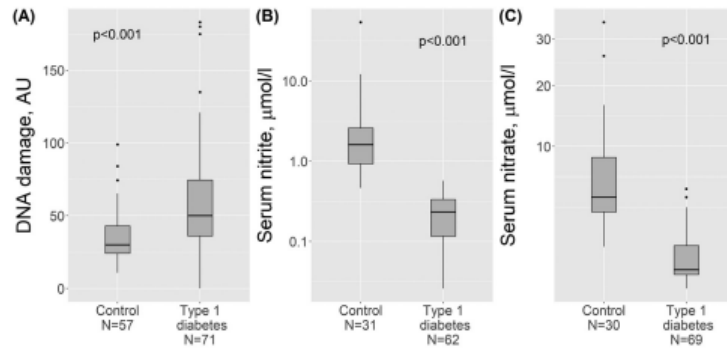 (A)
DNA damage, AU
150
100
50
0
p<0.001
Control
N=57
Type 1
diabetes
N=71
(B)
Serum nitrite, μmol/l
10.0
1.0
0.1
p<0.001
Control
N=31
Type 1
diabetes
N=62
(C)
Serum nitrate, μmol/l
30
20
10
p<0.001
Control
N=30
Type 1
diabetes
N=69